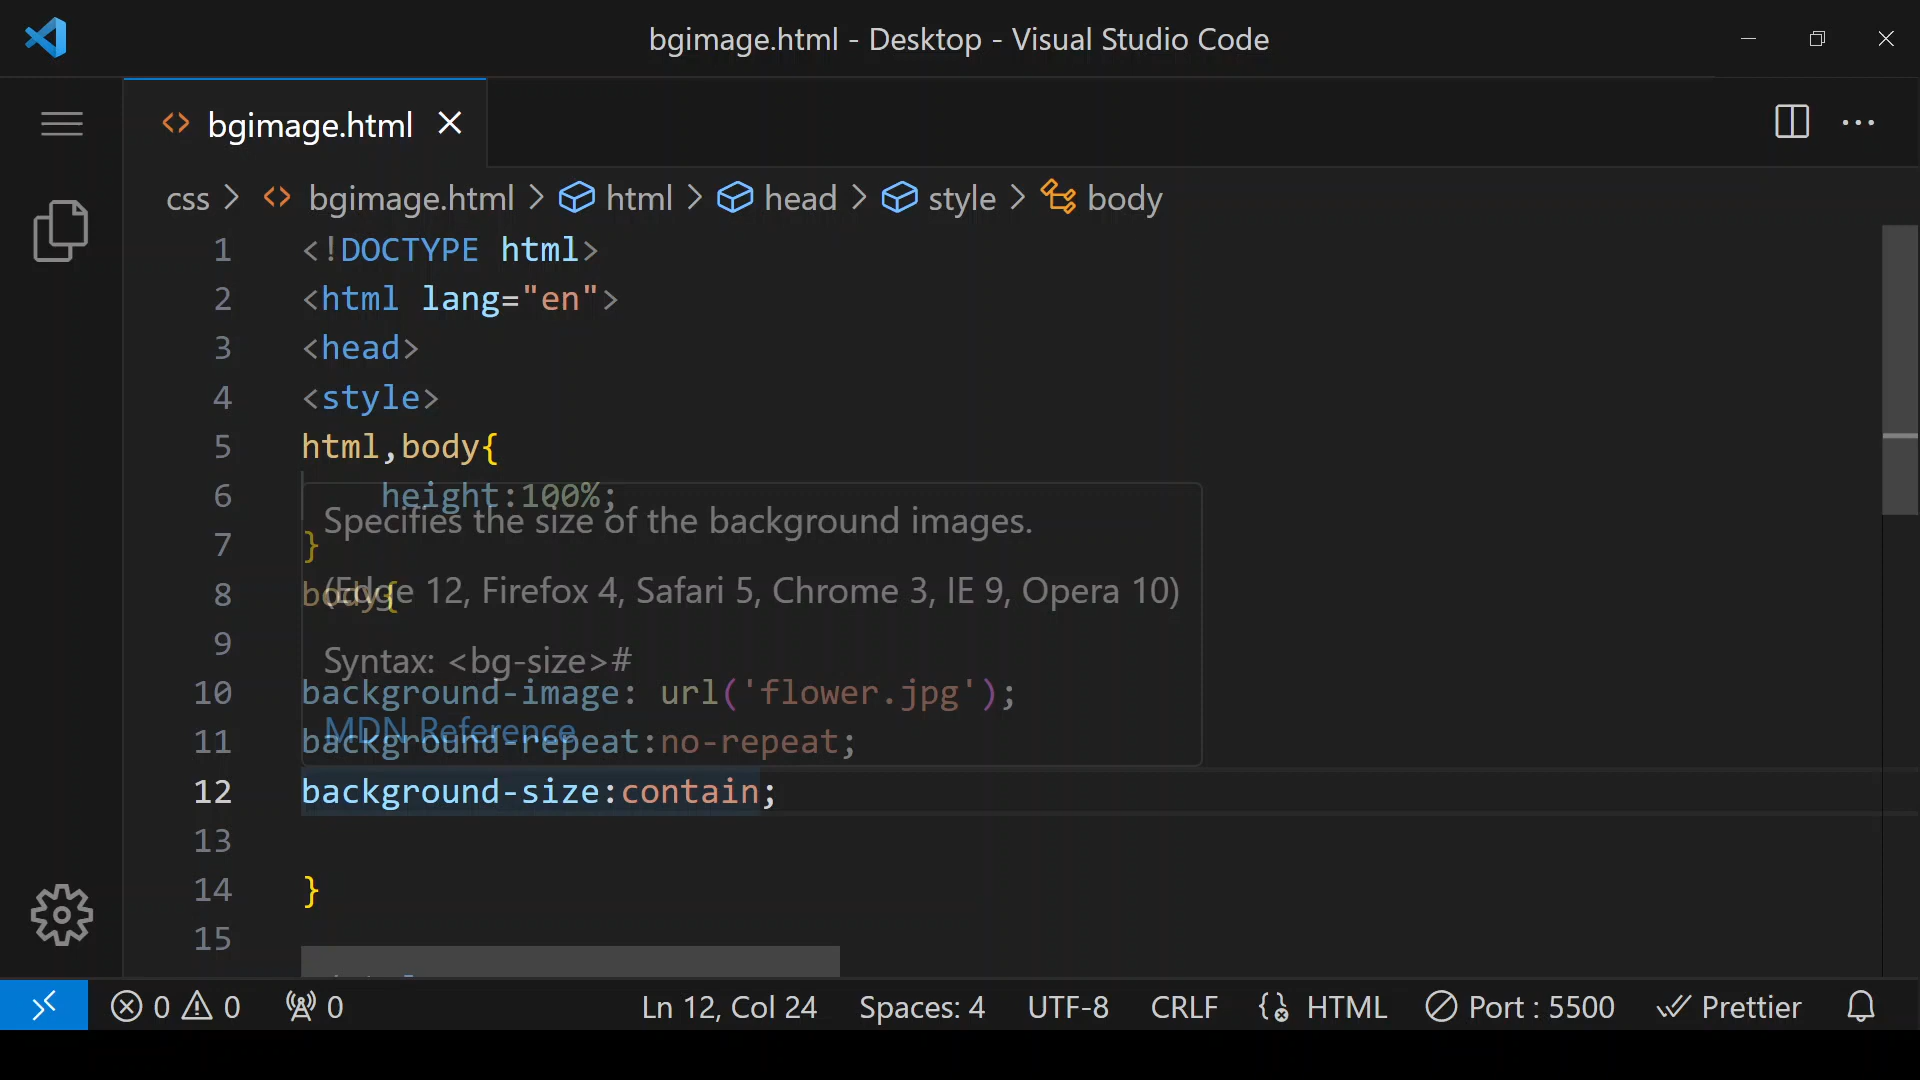 bgimage.html - Desktop - Visual Studio Code
bgimage.html
css > bgimage.html > html > head > style > body
1 <!DOCTYPE html>
2 <html lang="en">
3 <head>
4 <style>
5 html,body{
6 height:100%;
Specifies the size of the background images.
7 }
8 body{
(Edge 12, Firefox 4, Safari 5, Chrome 3, IE 9, Opera 10)
9
Syntax: <bg-size>#
10 background-image: url('flower.jpg');
MDN Reference
11 background-repeat:no-repeat;
12 background-size:contain;
13
14 }
15
0 0 0 Ln 12, Col 24 Spaces: 4 UTF-8 CRLF HTML Port : 5500 Prettier